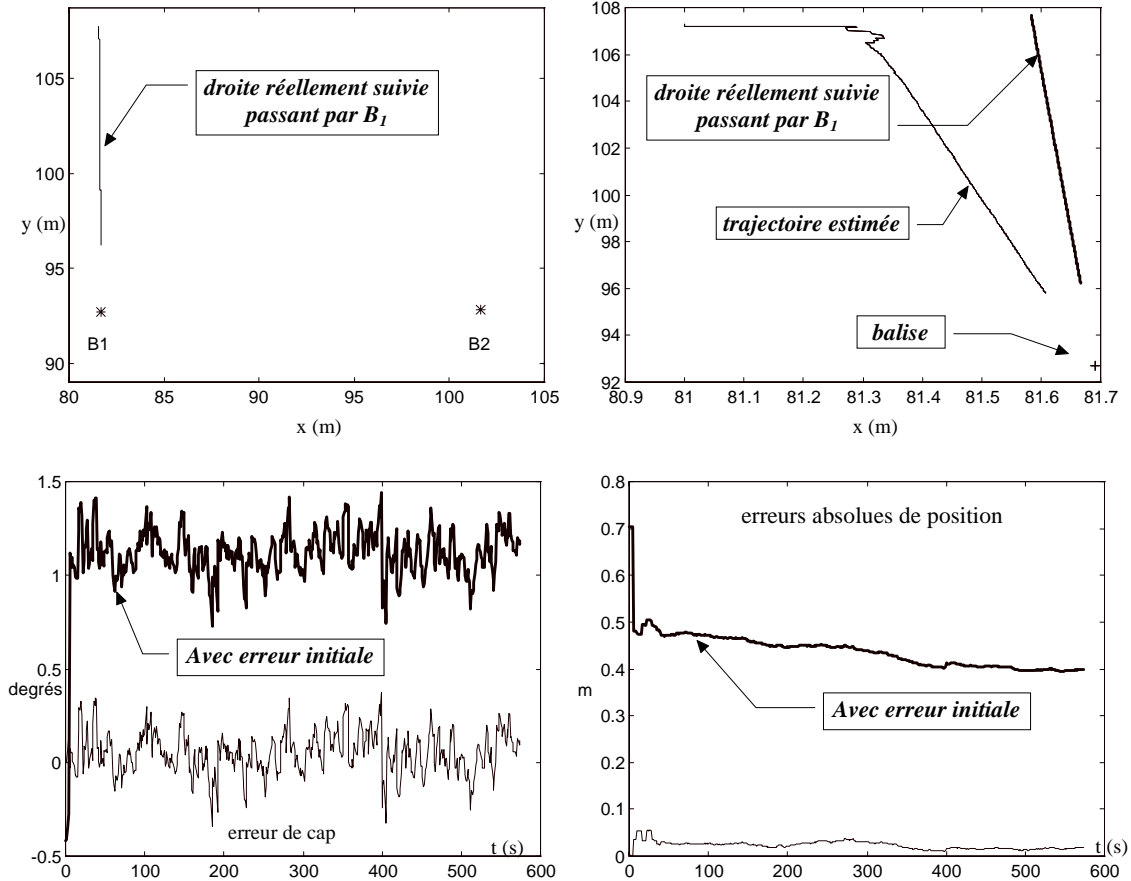 105
100
y (m)
95
90
80
85
90
95
100
105
x (m)
droite réellement suivie
passant par B1
B1
B2
108
106
104
102
100
y (m)
98
96
94
92
80.9
81
81.1
81.2
81.3
81.4
81.5
81.6
81.7
x (m)
droite réellement suivie
passant par B1
trajectoire estimée
balise
1.5
1
0.5
degrés
0
-0.5
0
100
200
300
400
500
600
t (s)
Avec erreur initiale
erreur de cap
0.8
0.7
0.6
0.5
0.4
m
0.3
0.2
0.1
0
0
100
200
300
400
500
600
t (s)
erreurs absolues de position
Avec erreur initiale